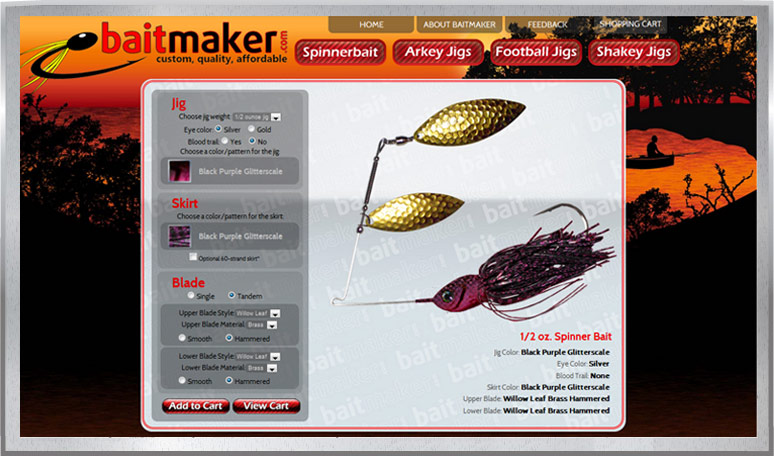 HOME
ABOUT BAITMAKER
FEEDBACK
SHOPPING CART
baitmaker.com
custom, quality, affordable
Spinnerbait
Arkey Jigs
Football Jigs
Shakey Jigs
Jig
Choose jig weight: 1/2 ounce jig
Eye color: Silver Gold
Blood trail: Yes No
Choose a color/pattern for the jig
Black Purple Glitterscale
Skirt
Choose a color/pattern for the skirt.
Black Purple Glitterscale
Optional 60-strand skirt*
Blade
Single Tandem
Upper Blade Style: Willow Leaf
Upper Blade Material: Brass
Smooth Hammered
Lower Blade Style: Willow Leaf
Lower Blade Material: Brass
Smooth Hammered
Add to Cart
View Cart
1/2 oz. Spinner Bait
Jig Color: Black Purple Glitterscale
Eye Color: Silver
Blood Trail: None
Skirt Color: Black Purple Glitterscale
Upper Blade: Willow Leaf Brass Hammered
Lower Blade: Willow Leaf Brass Hammered
bait
bait
bait
bait
bait